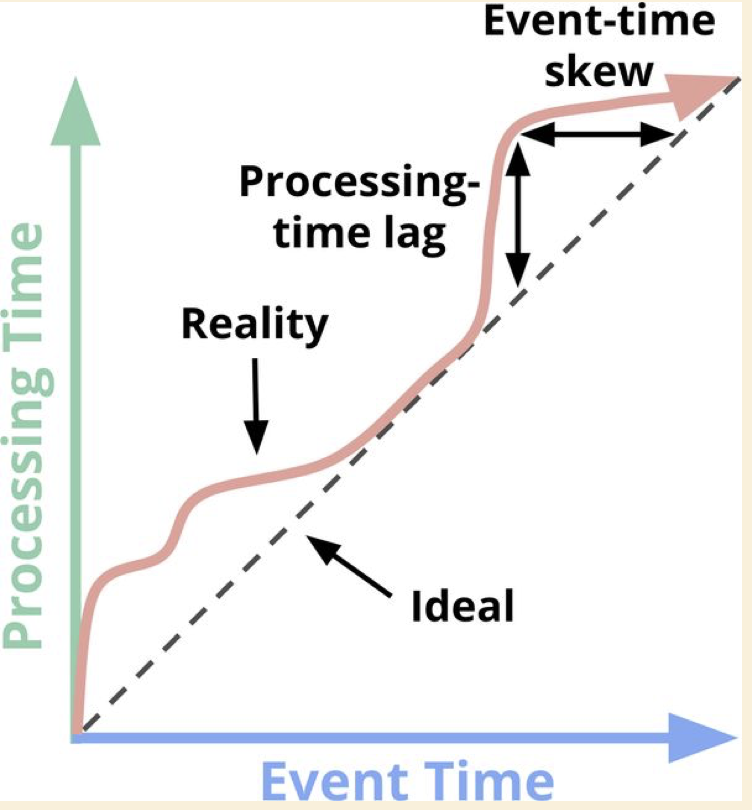 Event-time
skew
Processing-
time lag
Reality
Ideal
Processing Time
Event Time